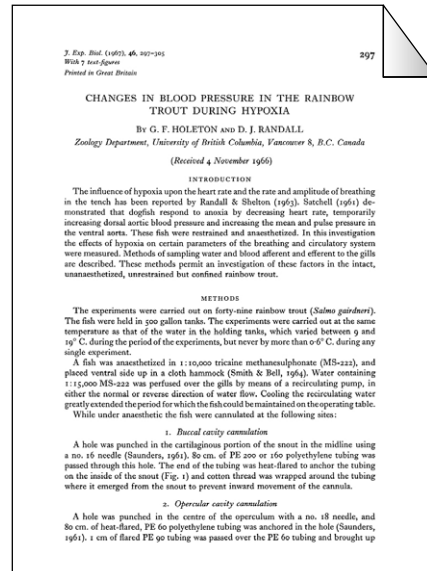 J. Exp. Biol. (1967), 46, 297-305
With 7 text-figures
Printed in Great Britain
297
CHANGES IN BLOOD PRESSURE IN THE RAINBOW
TROUT DURING HYPOXIA
BY G. F. HOLETON AND D. J. RANDALL
Zoology Department, University of British Columbia, Vancouver 8, B.C. Canada
(Received 4 November 1966)
INTRODUCTION
The influence of hypoxia upon the heart rate and the rate and amplitude of breathing
in the tench has been reported by Randall & Shelton (1963). Satchell (1961) de-
monstrated that dogfish respond to anoxia by decreasing heart rate, temporarily
increasing dorsal aortic blood pressure and increasing the mean and pulse pressure in
the ventral aorta. These fish were restrained and anaesthetized. In this investigation
the effects of hypoxia on certain parameters of the breathing and circulatory system
were measured. Methods of sampling water and blood afferent and efferent to the gills
are described. These methods permit an investigation of these factors in the intact,
unanaesthetized, unrestrained but confined rainbow trout.
METHODS
The experiments were carried out on forty-nine rainbow trout (Salmo gairdneri).
The fish were held in 500 gallon tanks. The experiments were carried out at the same
temperature as that of the water in the holding tanks, which varied between 9 and
19° C. during the period of the experiments, but never by more than 0·6° C. during any
single experiment.
A fish was anaesthetized in 1:10,000 tricaine methanesulphonate (MS-222), and
placed ventral side up in a cloth hammock (Smith & Bell, 1964). Water containing
1:15,000 MS-222 was perfused over the gills by means of a recirculating pump, in
either the normal or reverse direction of water flow. Cooling the recirculating water
greatly extended the period for which the fish could be maintained on the operating table.
While under anaesthetic the fish were cannulated at the following sites:
1. Buccal cavity cannulation
A hole was punched in the cartilaginous portion of the snout in the midline using
a no. 16 needle (Saunders, 1961). 80 cm. of PE 200 or 160 polyethylene tubing was
passed through this hole. The end of the tubing was heat-flared to anchor the tubing
on the inside of the snout (Fig. 1) and cotton thread was wrapped around the tubing
where it emerged from the snout to prevent inward movement of the cannula.
2. Opercular cavity cannulation
A hole was punched in the centre of the operculum with a no. 18 needle, and
80 cm. of heat-flared, PE 60 polyethylene tubing was anchored in the hole (Saunders,
1961). 1 cm of flared PE 90 tubing was passed over the PE 60 tubing and brought up